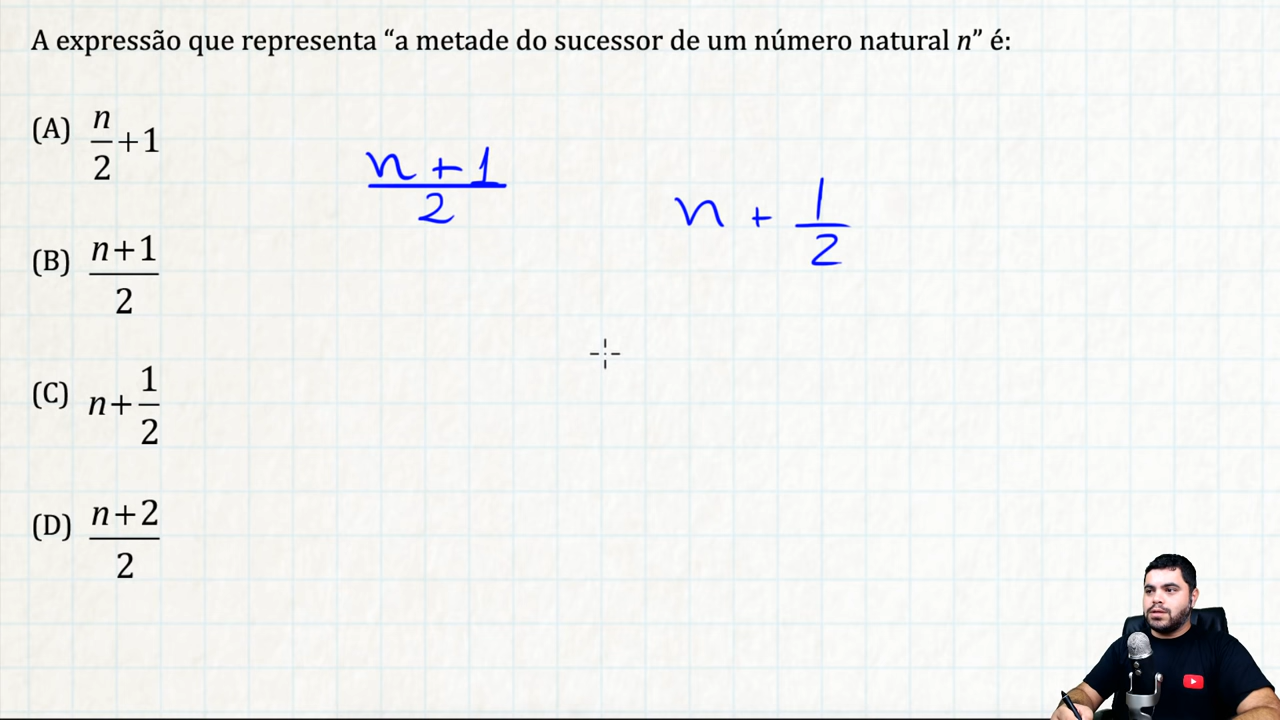 A expressão que representa “a metade do sucessor de um número natural n” é:
(A) n/2+1
(B) n+1/2
(C) n+1/2
(D) n+2/2
n + 1
2
n + 1/2